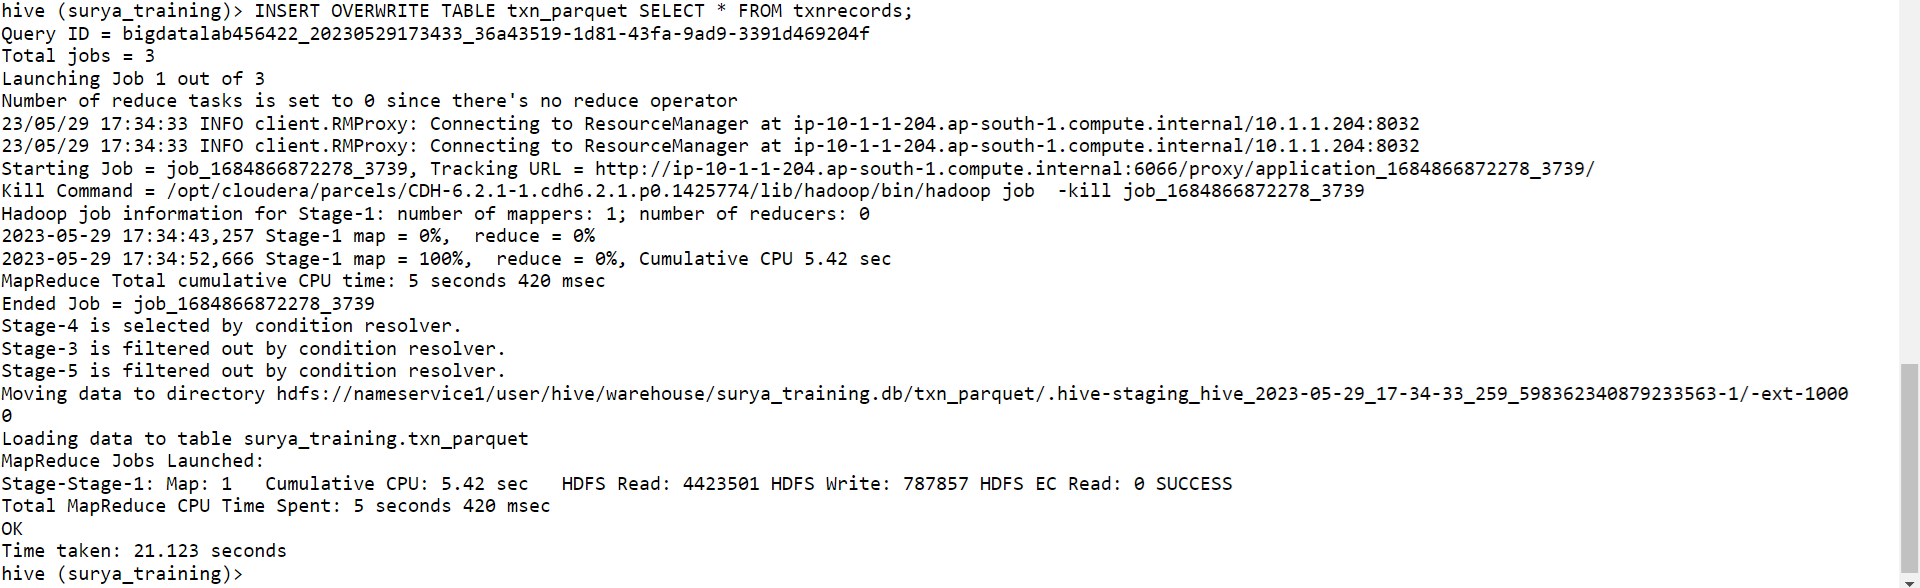 hive (surya_training)> INSERT OVERWRITE TABLE txn_parquet SELECT * FROM txnrecords;
Query ID = bigdatalab456422_20230529173433_36a43519-1d81-43fa-9ad9-3391d469204f
Total jobs = 3
Launching Job 1 out of 3
Number of reduce tasks is set to 0 since there's no reduce operator
23/05/29 17:34:33 INFO client.RMProxy: Connecting to ResourceManager at ip-10-1-1-204.ap-south-1.compute.internal/10.1.1.204:8032
23/05/29 17:34:33 INFO client.RMProxy: Connecting to ResourceManager at ip-10-1-1-204.ap-south-1.compute.internal/10.1.1.204:8032
Starting Job = job_1684866872278_3739, Tracking URL = http://ip-10-1-1-204.ap-south-1.compute.internal:6066/proxy/application_1684866872278_3739/
Kill Command = /opt/cloudera/parcels/CDH-6.2.1-1.cdh6.2.1.p0.1425774/lib/hadoop/bin/hadoop job  -kill job_1684866872278_3739
Hadoop job information for Stage-1: number of mappers: 1; number of reducers: 0
2023-05-29 17:34:43,257 Stage-1 map = 0%,  reduce = 0%
2023-05-29 17:34:52,666 Stage-1 map = 100%,  reduce = 0%, Cumulative CPU 5.42 sec
MapReduce Total cumulative CPU time: 5 seconds 420 msec
Ended Job = job_1684866872278_3739
Stage-4 is selected by condition resolver.
Stage-3 is filtered out by condition resolver.
Stage-5 is filtered out by condition resolver.
Moving data to directory hdfs://nameservice1/user/hive/warehouse/surya_training.db/txn_parquet/.hive-staging_hive_2023-05-29_17-34-33_259_598362340879233563-1/-ext-1000
0
Loading data to table surya_training.txn_parquet
MapReduce Jobs Launched:
Stage-Stage-1: Map: 1   Cumulative CPU: 5.42 sec   HDFS Read: 4423501 HDFS Write: 787857 HDFS EC Read: 0 SUCCESS
Total MapReduce CPU Time Spent: 5 seconds 420 msec
OK
Time taken: 21.123 seconds
hive (surya_training)>